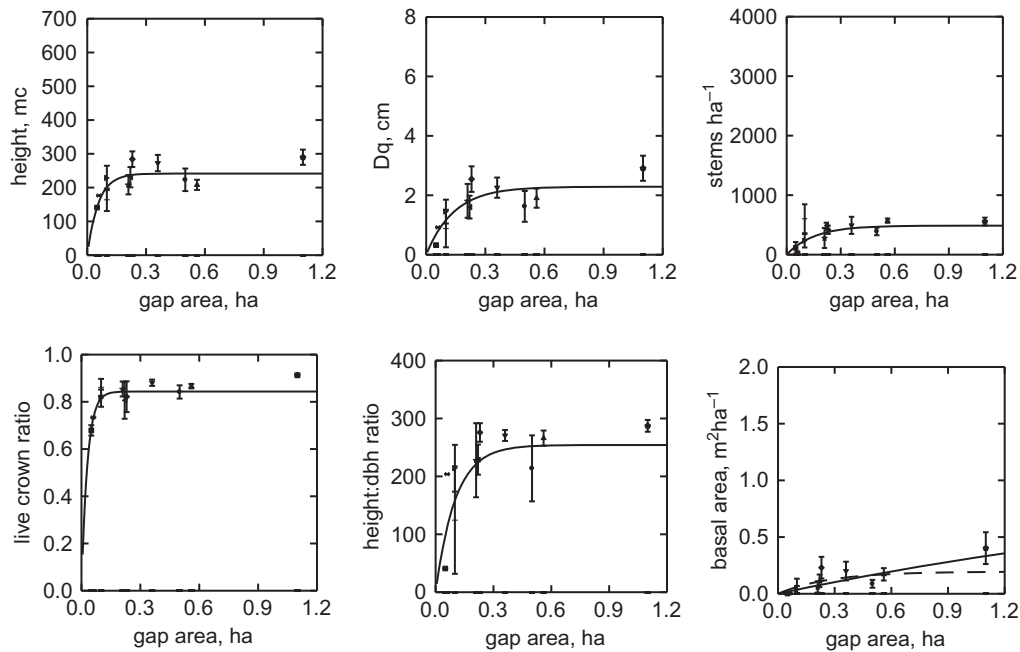 height, mc
700
600
500
400
300
200
100
0
0.0 0.3 0.6 0.9 1.2
gap area, ha
Dq, cm
8
6
4
2
0
0.0 0.3 0.6 0.9 1.2
gap area, ha
stems ha−1
4000
3000
2000
1000
0
0.0 0.3 0.6 0.9 1.2
gap area, ha
live crown ratio
1.0
0.8
0.6
0.4
0.2
0.0
0.0 0.3 0.6 0.9 1.2
gap area, ha
height:dbh ratio
400
300
200
100
0
0.0 0.3 0.6 0.9 1.2
gap area, ha
basal area, m2ha−1
2.0
1.5
1.0
0.5
0.0
0.0 0.3 0.6 0.9 1.2
gap area, ha